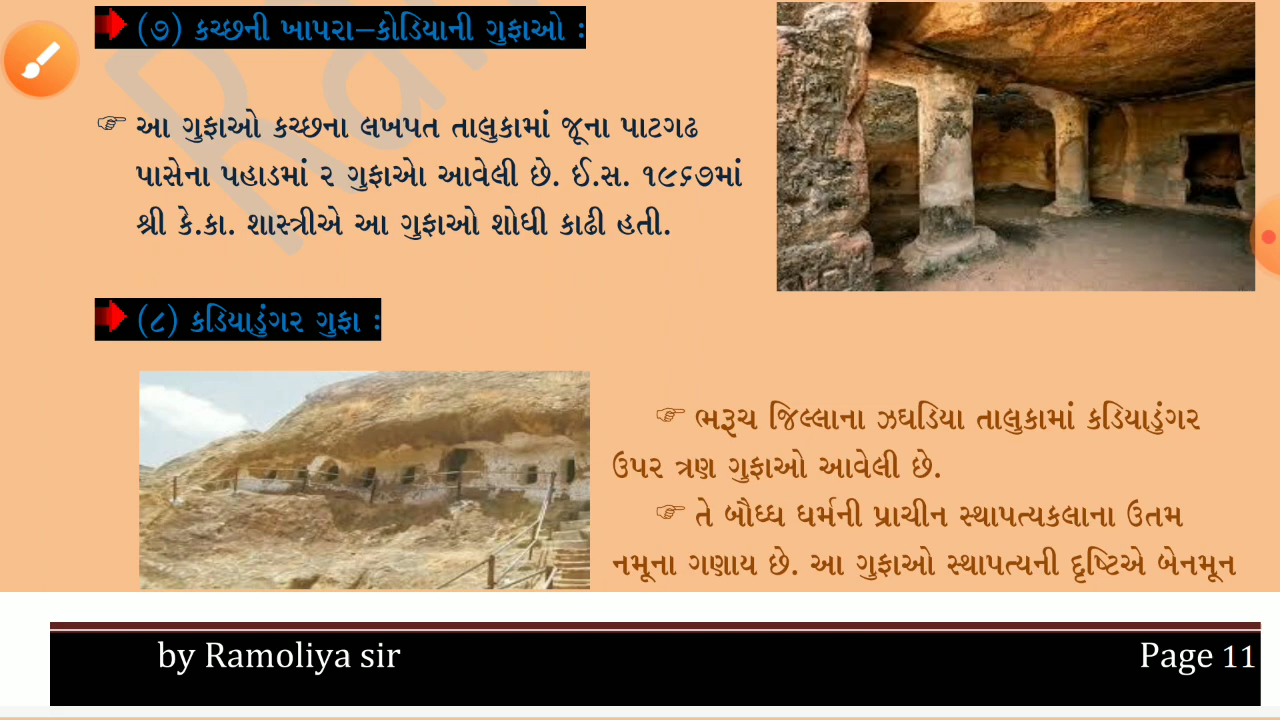 (૭) કચ્છની ખાપરા–કોડિયાની ગુફાઓ :
આ ગુફાઓ કચ્છના લખપત તાલુકામાં જૂના પાટગઢ
પાસેના પહાડમાં ૨ ગુફાઓ આવેલી છે. ઈ.સ. ૧૯૬૭માં
શ્રી કે.કા. શાસ્ત્રીએ આ ગુફાઓ શોધી કાઢી હતી.
(૮) કડિયાડુંગર ગુફા :
ભરૂચ જિલ્લાના ઝઘડિયા તાલુકામાં કડિયાડુંગર
ઉપર ત્રણ ગુફાઓ આવેલી છે.
તે બૌધ્ધ ધર્મની પ્રાચીન સ્થાપત્યકલાના ઉતમ
નમૂના ગણાય છે. આ ગુફાઓ સ્થાપત્યની દૃષ્ટિએ બેનમૂન
by Ramoliya sir
Page 11